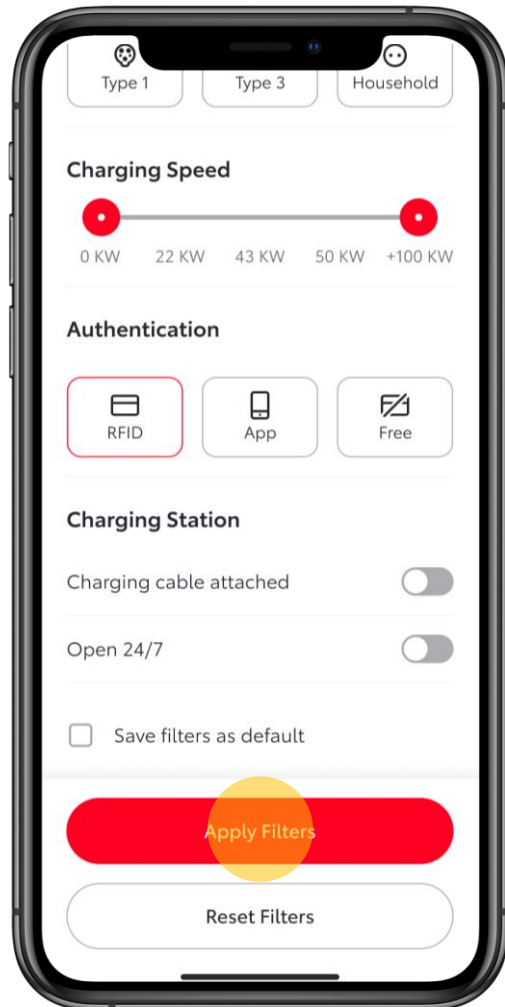 Type 1 Type 3 Household
Charging Speed
0 KW 22 KW 43 KW 50 KW +100 KW
Authentication
RFID App Free
Charging Station
Charging cable attached
Open 24/7
Save filters as default
Apply Filters
Reset Filters